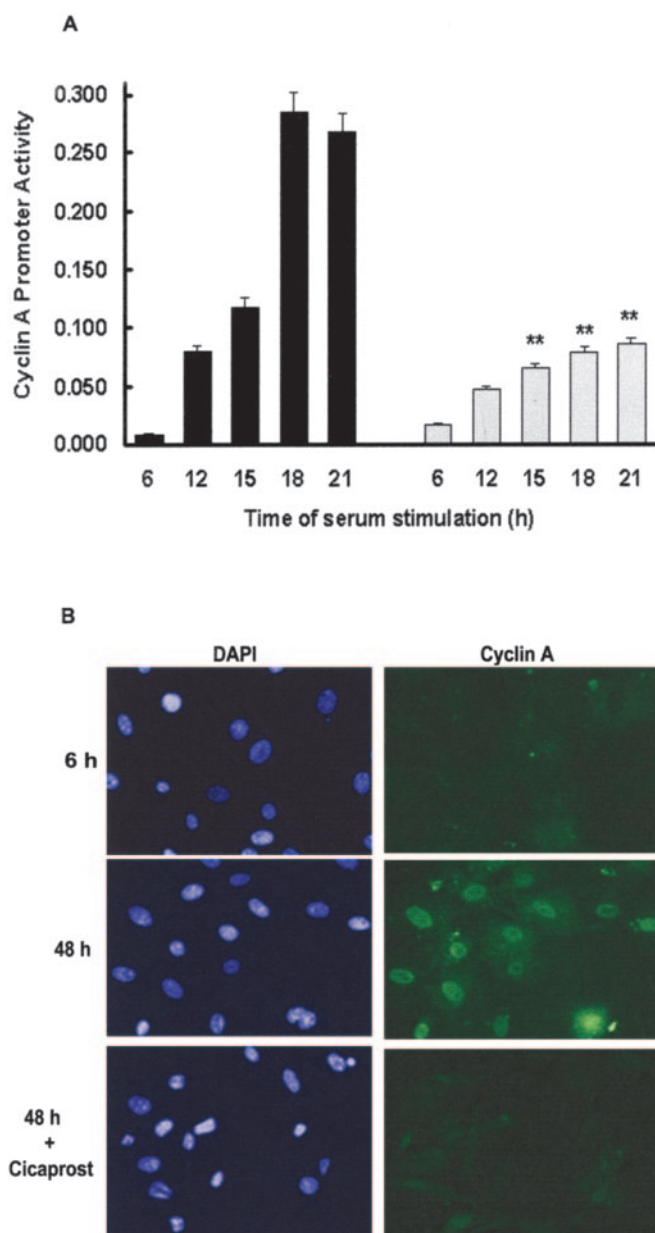 A
Cyclin A Promoter Activity
0.300
0.250
0.200
0.150
0.100
0.050
0.000
** ** **
6 12 15 18 21 6 12 15 18 21
Time of serum stimulation (h)
B
DAPI Cyclin A
6 h
48 h
48 h
+
Cicaprost